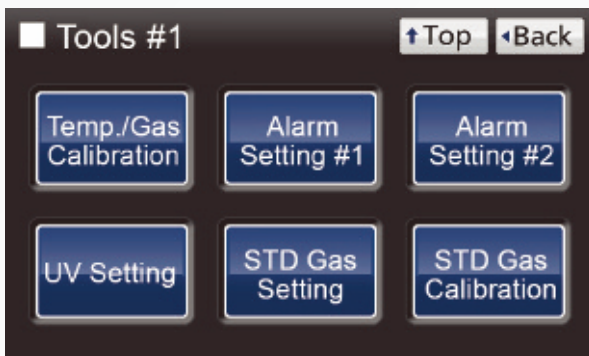 Tools #1
Top
Back
Temp./Gas
Calibration
Alarm
Setting #1
Alarm
Setting #2
UV Setting
STD Gas
Setting
STD Gas
Calibration